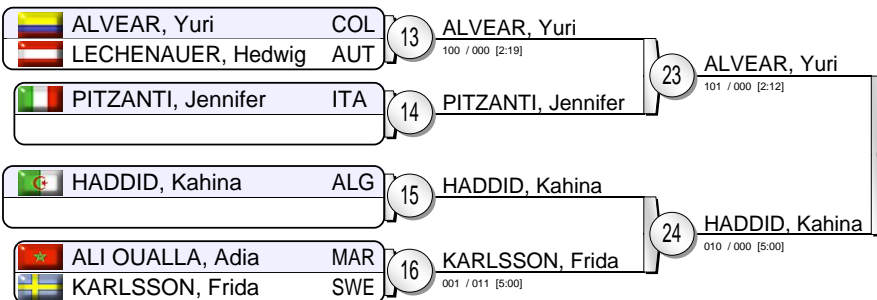 ALVEAR, Yuri COL
LECHENAUER, Hedwig AUT
13
ALVEAR, Yuri
100 / 000 [2:19]
PITZANTI, Jennifer ITA
14
PITZANTI, Jennifer
23
ALVEAR, Yuri
101 / 000 [2:12]
HADDID, Kahina ALG
15
HADDID, Kahina
ALI OUALLA, Adia MAR
KARLSSON, Frida SWE
16
KARLSSON, Frida
001 / 011 [5:00]
24
HADDID, Kahina
010 / 000 [5:00]